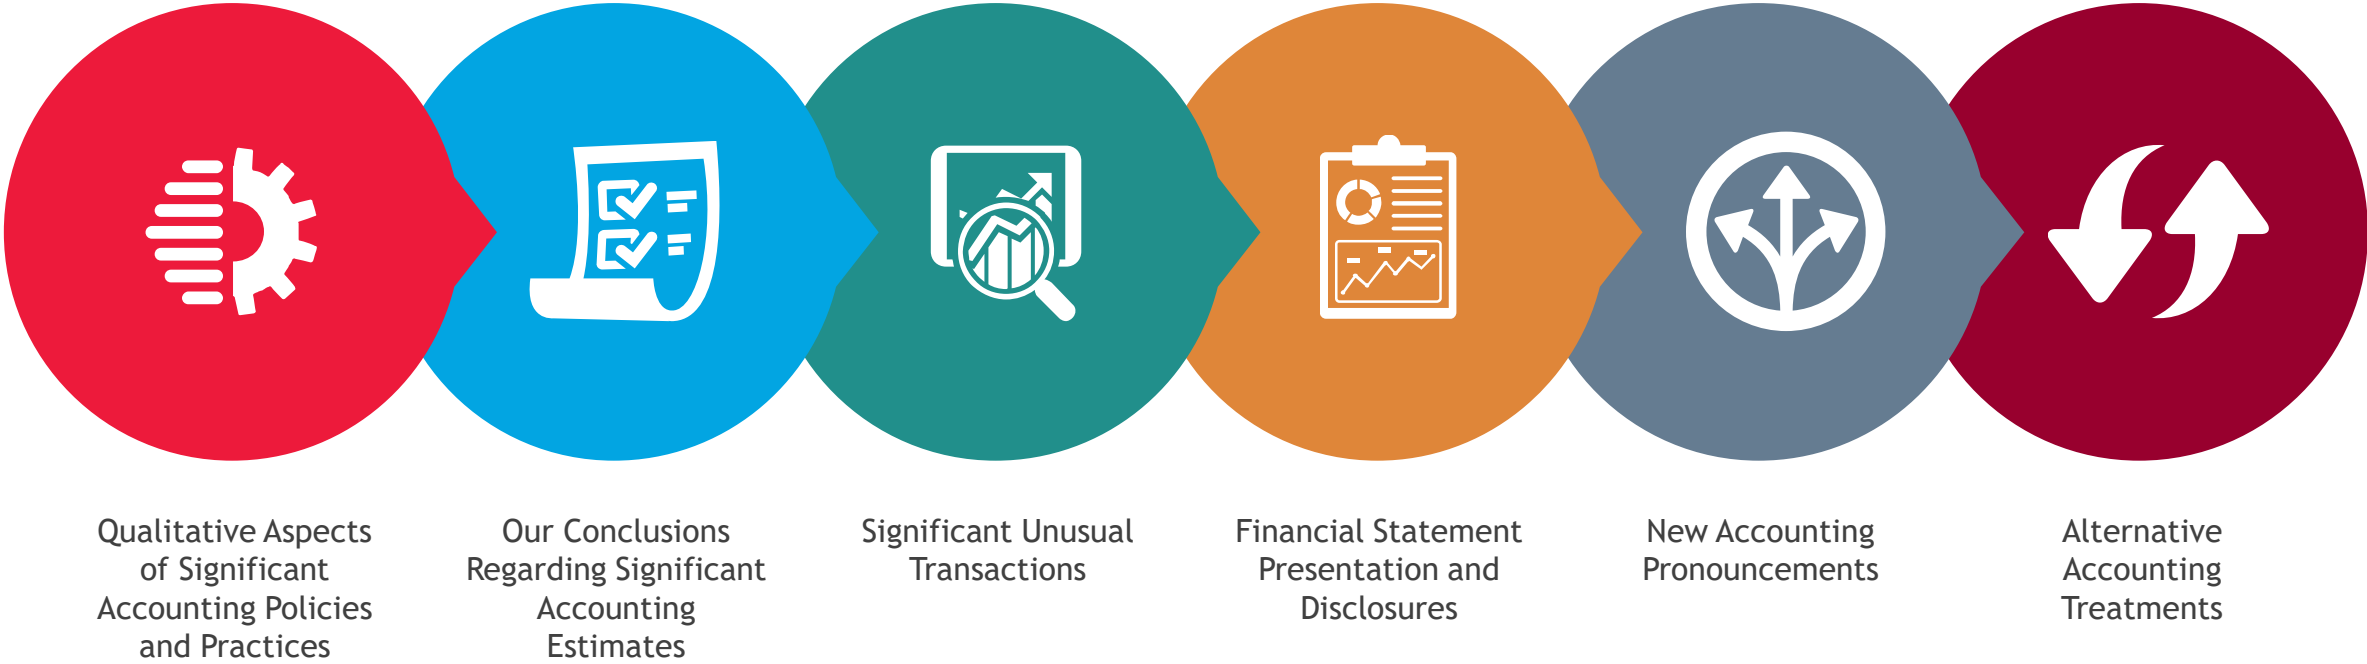 Qualitative Aspects
of Significant
Accounting Policies
and Practices
Our Conclusions
Regarding Significant
Accounting
Estimates
Significant Unusual
Transactions
Financial Statement
Presentation and
Disclosures
New Accounting
Pronouncements
Alternative
Accounting
Treatments